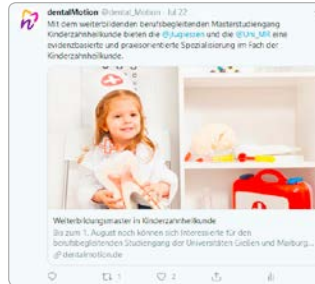 dentalMotion @dental_Motion · Jul 22
Mit dem weiterbildenden berufsbegleitenden Masterstudiengang
Kinderzahnheilkunde bieten die @jlugiessen und die @Uni_MR eine
evidenzbasierte und praxisorientierte Spezialisierung im Fach der
Kinderzahnheilkunde.
Weiterbildungsmaster in Kinderzahnheilkunde
Bis zum 1. August noch können sich Interessierte für den
berufsbegleitenden Studiengang der Universitäten Gießen und Marburg...
dentalmotion.de
1 2